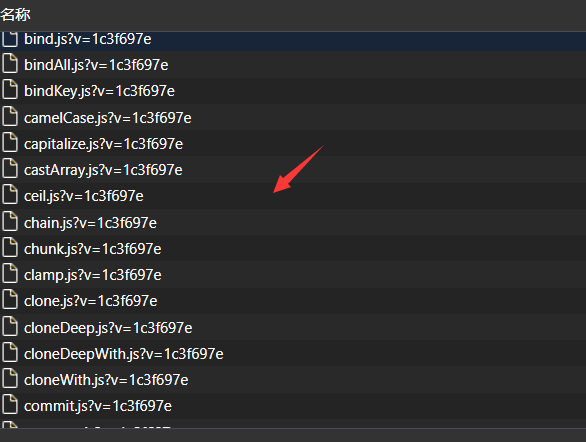 名称
bind.js?v=1c3f697e
bindAll.js?v=1c3f697e
bindKey.js?v=1c3f697e
camelCase.js?v=1c3f697e
capitalize.js?v=1c3f697e
castArray.js?v=1c3f697e
ceil.js?v=1c3f697e
chain.js?v=1c3f697e
chunk.js?v=1c3f697e
clamp.js?v=1c3f697e
clone.js?v=1c3f697e
cloneDeep.js?v=1c3f697e
cloneDeepWith.js?v=1c3f697e
cloneWith.js?v=1c3f697e
commit.js?v=1c3f697e